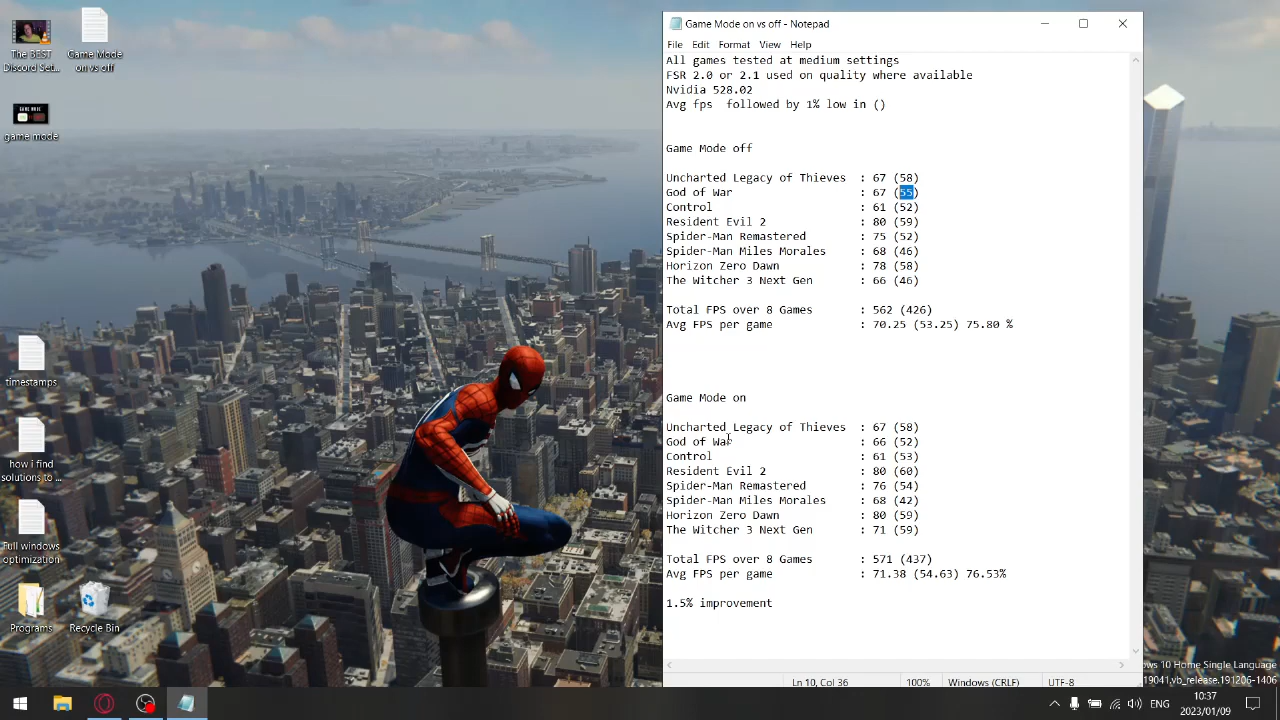 The BEST
Discord Set...
Game Mode
on vs off
GAME MODE
game mode
timestamps
how i find
solutions to ...
Full windows
optimization
Programs
Recycle Bin
Game Mode on vs off - Notepad
File Edit Format View Help
All games tested at medium settings
FSR 2.0 or 2.1 used on quality where available
Nvidia 528.02
Avg fps  followed by 1% low in ()
Game Mode off
Uncharted Legacy of Thieves : 67 (58)
God of War : 67 (55)
Control : 61 (52)
Resident Evil 2 : 80 (59)
Spider-Man Remastered : 75 (52)
Spider-Man Miles Morales : 68 (46)
Horizon Zero Dawn : 78 (58)
The Witcher 3 Next Gen : 66 (46)
Total FPS over 8 Games : 562 (426)
Avg FPS per game : 70.25 (53.25) 75.80 %
Game Mode on
Uncharted Legacy of Thieves : 67 (58)
God of War : 66 (52)
Control : 61 (53)
Resident Evil 2 : 80 (60)
Spider-Man Remastered : 76 (54)
Spider-Man Miles Morales : 68 (42)
Horizon Zero Dawn : 80 (59)
The Witcher 3 Next Gen : 71 (59)
Total FPS over 8 Games : 571 (437)
Avg FPS per game : 71.38 (54.63) 76.53%
1.5% improvement
Ln 10, Col 36 100% Windows (CRLF) UTF-8
ws 10 Home Single Language
19041.vb_release.191206-1406
ENG
10:37
2023/01/09